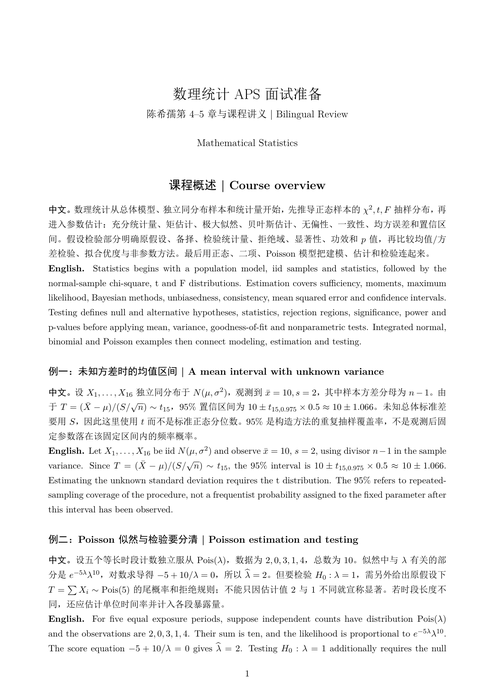 数理统计 APS 面试准备
陈希孺第 4–5 章与课程讲义 | Bilingual Review
Mathematical Statistics
课程概述 | Course overview
中文。数理统计从总体模型、独立同分布样本和统计量开始，先推导正态样本的 χ², t, F 抽样分布，再
进入参数估计：充分统计量、矩估计、极大似然、贝叶斯估计、无偏性、一致性、均方误差和置信区
间。假设检验部分明确原假设、备择、检验统计量、拒绝域、显著性、功效和 p 值，再比较均值/方
差检验、拟合优度与非参数方法。最后用正态、二项、Poisson 模型把建模、估计和检验连起来。
English. Statistics begins with a population model, iid samples and statistics, followed by the
normal-sample chi-square, t and F distributions. Estimation covers sufficiency, moments, maximum
likelihood, Bayesian methods, unbiasedness, consistency, mean squared error and confidence intervals.
Testing defines null and alternative hypotheses, statistics, rejection regions, significance, power and
p-values before applying mean, variance, goodness-of-fit and nonparametric tests. Integrated normal,
binomial and Poisson examples then connect modeling, estimation and testing.
例一：未知方差时的均值区间 | A mean interval with unknown variance
中文。设 X₁, . . . , X₁₆ 独立同分布于 N(μ, σ²)，观测到 x̄ = 10, s = 2，其中样本方差分母为 n − 1。由
于 T = (X̄ − μ)/(S/√n) ∼ t₁₅，95% 置信区间为 10 ± t₁₅,₀.₉₇₅ × 0.5 ≈ 10 ± 1.066。未知总体标准差
要用 S，因此这里使用 t 而不是标准正态分位数。95% 是构造方法的重复抽样覆盖率，不是观测后固
定参数落在该固定区间内的频率概率。
English. Let X₁, . . . , X₁₆ be iid N(μ, σ²) and observe x̄ = 10, s = 2, using divisor n − 1 in the sample
variance. Since T = (X̄ − μ)/(S/√n) ∼ t₁₅, the 95% interval is 10 ± t₁₅,₀.₉₇₅ × 0.5 ≈ 10 ± 1.066.
Estimating the unknown standard deviation requires the t distribution. The 95% refers to repeated-
sampling coverage of the procedure, not a frequentist probability assigned to the fixed parameter after
this interval has been observed.
例二：Poisson 似然与检验要分清 | Poisson estimation and testing
中文。设五个等长时段计数独立服从 Pois(λ)，数据为 2, 0, 3, 1, 4，总数为 10。似然中与 λ 有关的部
分是 e⁻⁵λλ¹⁰，对数求导得 −5 + 10/λ = 0，所以 λ̂ = 2。但要检验 H₀ : λ = 1，需另外给出原假设下
T = ∑ Xᵢ ∼ Pois(5) 的尾概率和拒绝规则；不能只因估计值 2 与 1 不同就宣称显著。若时段长度不
同，还应估计单位时间率并计入各段暴露量。
English. For five equal exposure periods, suppose independent counts have distribution Pois(λ)
and the observations are 2, 0, 3, 1, 4. Their sum is ten, and the likelihood is proportional to e⁻⁵λλ¹⁰.
The score equation −5 + 10/λ = 0 gives λ̂ = 2. Testing H₀ : λ = 1 additionally requires the null
1